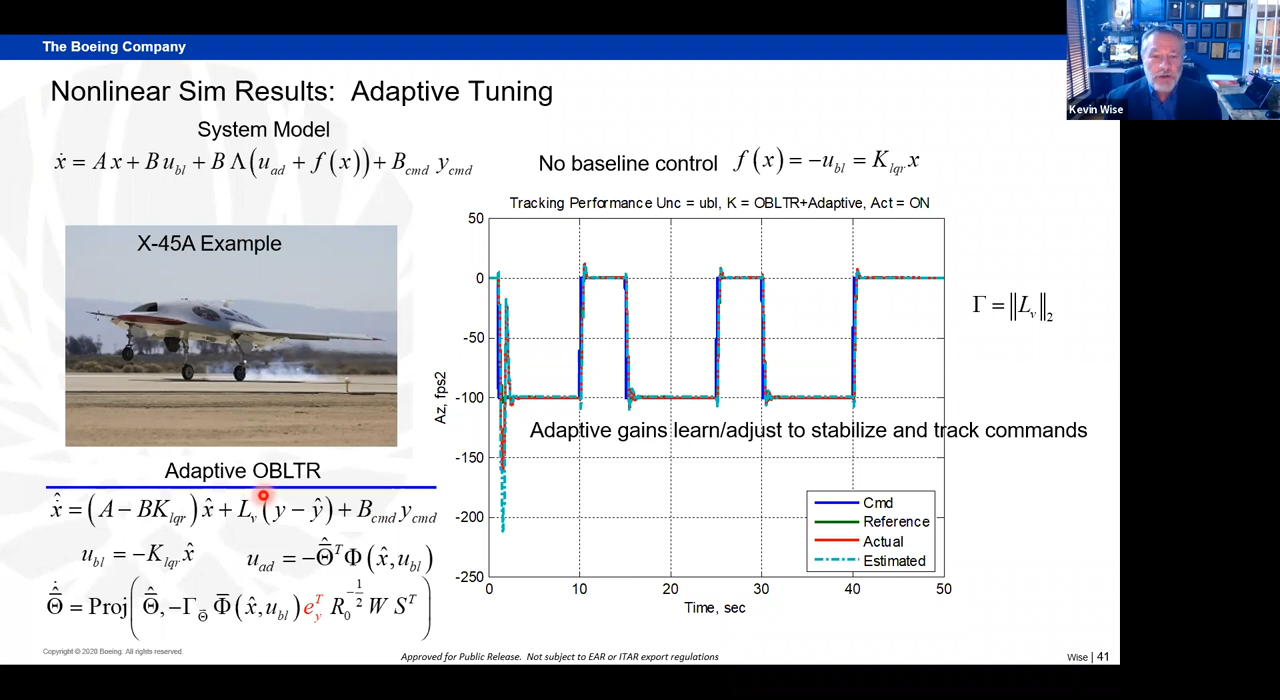 The Boeing Company
Kevin Wise
Nonlinear Sim Results: Adaptive Tuning
System Model
ẋ = Ax + B u_bl + B Λ(u_ad + f(x)) + B_cmd y_cmd
No baseline control f(x) = −u_bl = K_lqr x
X-45A Example
Tracking Performance Unc = ubl, K = OBLTR+Adaptive, Act = ON
Az, fps2
50
0
-50
-100
-150
-200
-250
0 10 20 30 40 50
Time, sec
Cmd
Reference
Actual
Estimated
Γ = ‖L_v‖_2
Adaptive gains learn/adjust to stabilize and track commands
Adaptive OBLTR
x̂̇ = (A − BK_lqr) x̂ + L_v (y − ŷ) + B_cmd y_cmd
u_bl = −K_lqr x̂ u_ad = −Θ̄̂^T Φ(x̂, u_bl)
Θ̄̂̇ = Proj(Θ̄̂, −Γ_Θ̄ Φ̄(x̂, u_bl) e_y^T R_0^(−1/2) W S^T)
Copyright © 2020 Boeing. All rights reserved.
Approved for Public Release. Not subject to EAR or ITAR export regulations
Wise | 41